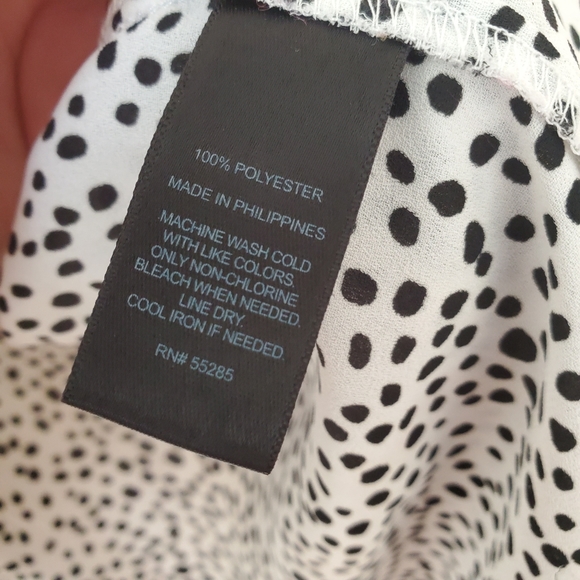 100% POLYESTER
MADE IN PHILIPPINES
MACHINE WASH COLD
WITH LIKE COLORS.
ONLY NON-CHLORINE
BLEACH WHEN NEEDED.
LINE DRY.
COOL IRON IF NEEDED.
RN# 55285